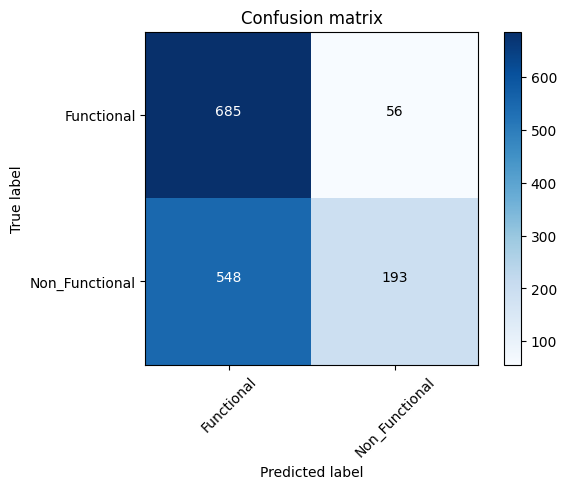 Confusion matrix
True label
Functional
685
56
Non_Functional
548
193
Functional
Non_Functional
Predicted label
600
500
400
300
200
100